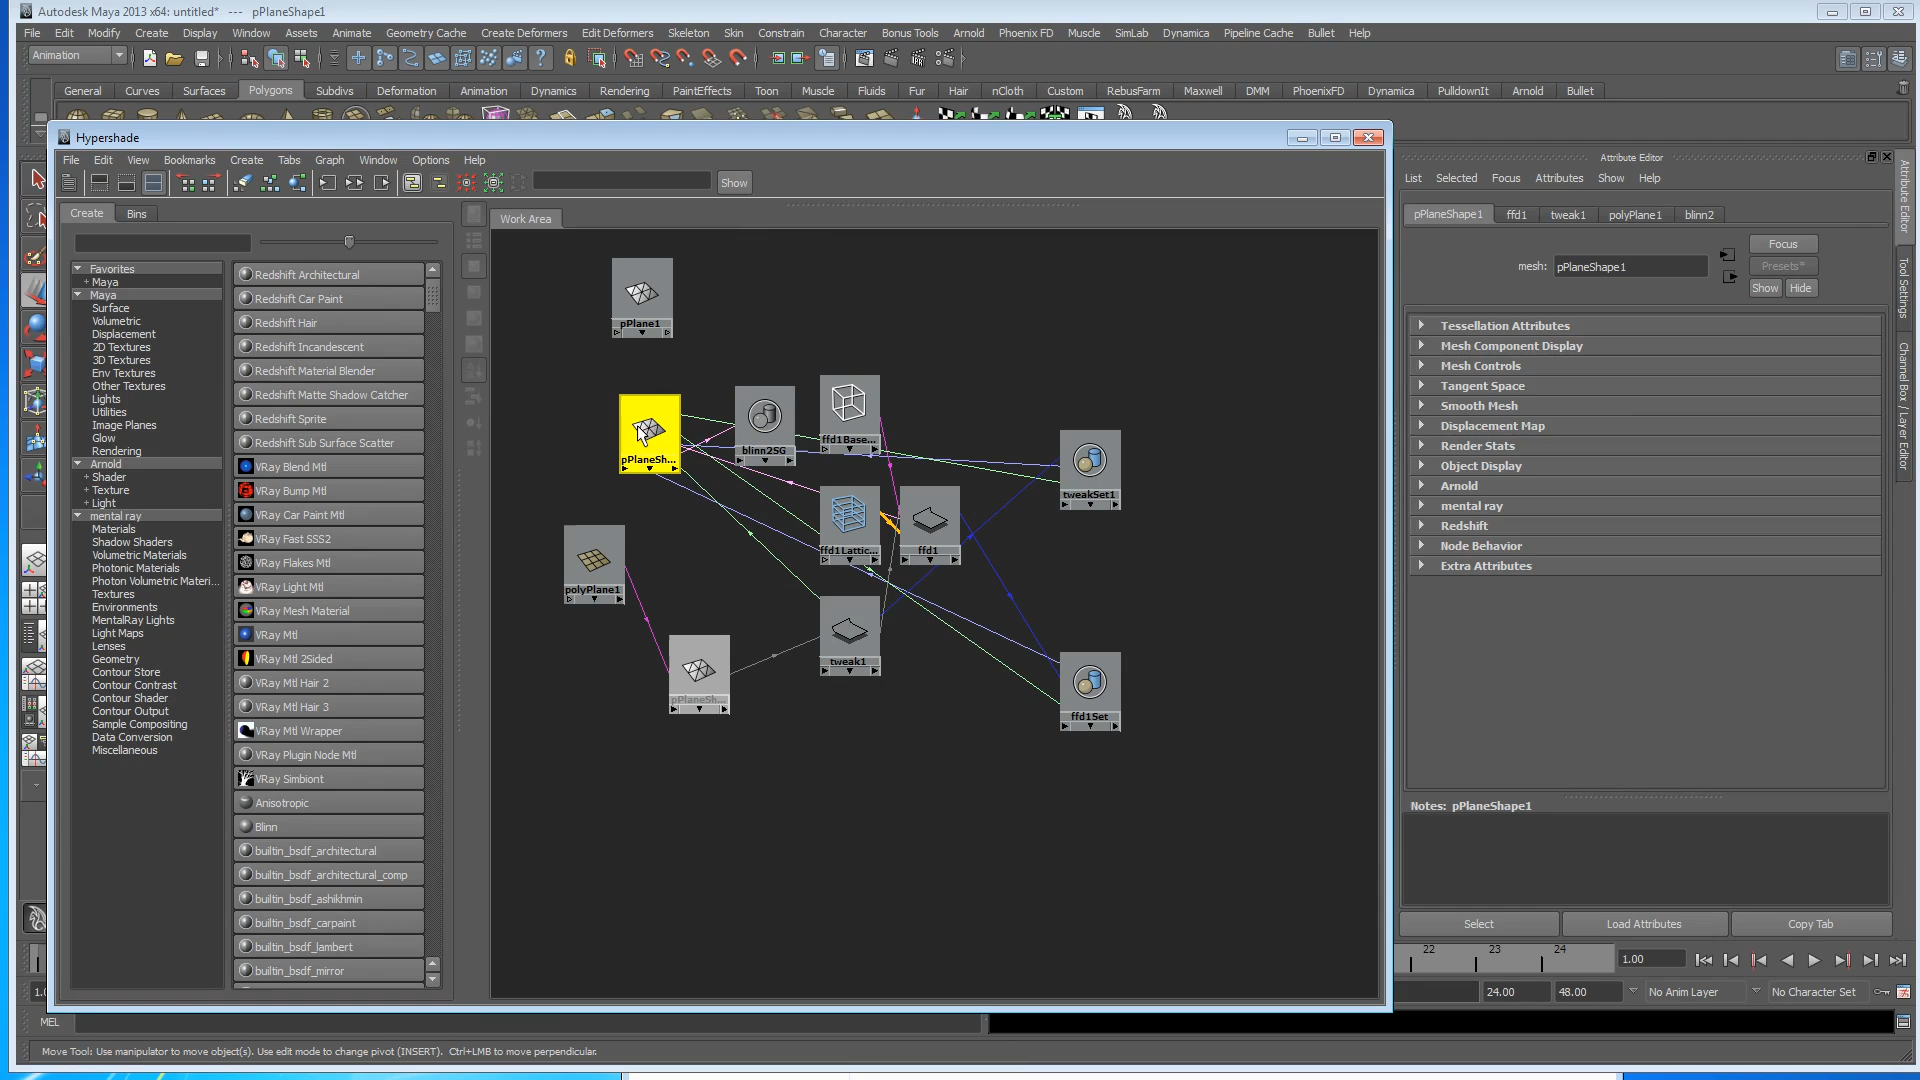 Autodesk Maya 2013 x64: untitled*   ---   pPlaneShape1
File Edit Modify Create Display Window Assets Animate Geometry Cache Create Deformers Edit Deformers Skeleton Skin Constrain Character Bonus Tools Arnold Phoenix FD Muscle SimLab Dynamica Pipeline Cache Bullet Help
Animation
General Curves Surfaces Polygons Subdivs Deformation Animation Dynamics Rendering PaintEffects Toon Muscle Fluids Fur Hair nCloth Custom RebusFarm Maxwell DMM PhoenixFD Dynamica PulldownIt Arnold Bullet
Hypershade
File Edit View Bookmarks Create Tabs Graph Window Options Help
Show
Create Bins
Favorites
+ Maya
Maya
Surface
Volumetric
Displacement
2D Textures
3D Textures
Env Textures
Other Textures
Lights
Utilities
Image Planes
Glow
Rendering
Arnold
+ Shader
+ Texture
+ Light
mental ray
Materials
Shadow Shaders
Volumetric Materials
Photonic Materials
Photon Volumetric Materi...
Textures
Environments
MentalRay Lights
Light Maps
Lenses
Geometry
Contour Store
Contour Contrast
Contour Shader
Contour Output
Sample Compositing
Data Conversion
Miscellaneous
Redshift Architectural
Redshift Car Paint
Redshift Hair
Redshift Incandescent
Redshift Material Blender
Redshift Matte Shadow Catcher
Redshift Sprite
Redshift Sub Surface Scatter
VRay Blend Mtl
VRay Bump Mtl
VRay Car Paint Mtl
VRay Fast SSS2
VRay Flakes Mtl
VRay Light Mtl
VRay Mesh Material
VRay Mtl
VRay Mtl 2Sided
VRay Mtl Hair 2
VRay Mtl Hair 3
VRay Mtl Wrapper
VRay Plugin Node Mtl
VRay Simbiont
Anisotropic
Blinn
builtin_bsdf_architectural
builtin_bsdf_architectural_comp
builtin_bsdf_ashikhmin
builtin_bsdf_carpaint
builtin_bsdf_lambert
builtin_bsdf_mirror
Work Area
pPlane1
pPlaneSh...
blinn2SG
ffd1Base...
tweakSet1
ffd1Lattic...
ffd1
polyPlane1
tweak1
pPlaneSh...
ffd1Set
Attribute Editor
List Selected Focus Attributes Show Help
pPlaneShape1 ffd1 tweak1 polyPlane1 blinn2
mesh: pPlaneShape1
Focus
Presets*
Show Hide
Tessellation Attributes
Mesh Component Display
Mesh Controls
Tangent Space
Smooth Mesh
Displacement Map
Render Stats
Object Display
Arnold
mental ray
Redshift
Node Behavior
Extra Attributes
Notes: pPlaneShape1
Select Load Attributes Copy Tab
Attribute Editor
Tool Settings
Channel Box / Layer Editor
22 23 24 1.00
1.0 24.00 48.00 No Anim Layer No Character Set
MEL
Move Tool: Use manipulator to move object(s). Use edit mode to change pivot (INSERT). Ctrl+LMB to move perpendicular.